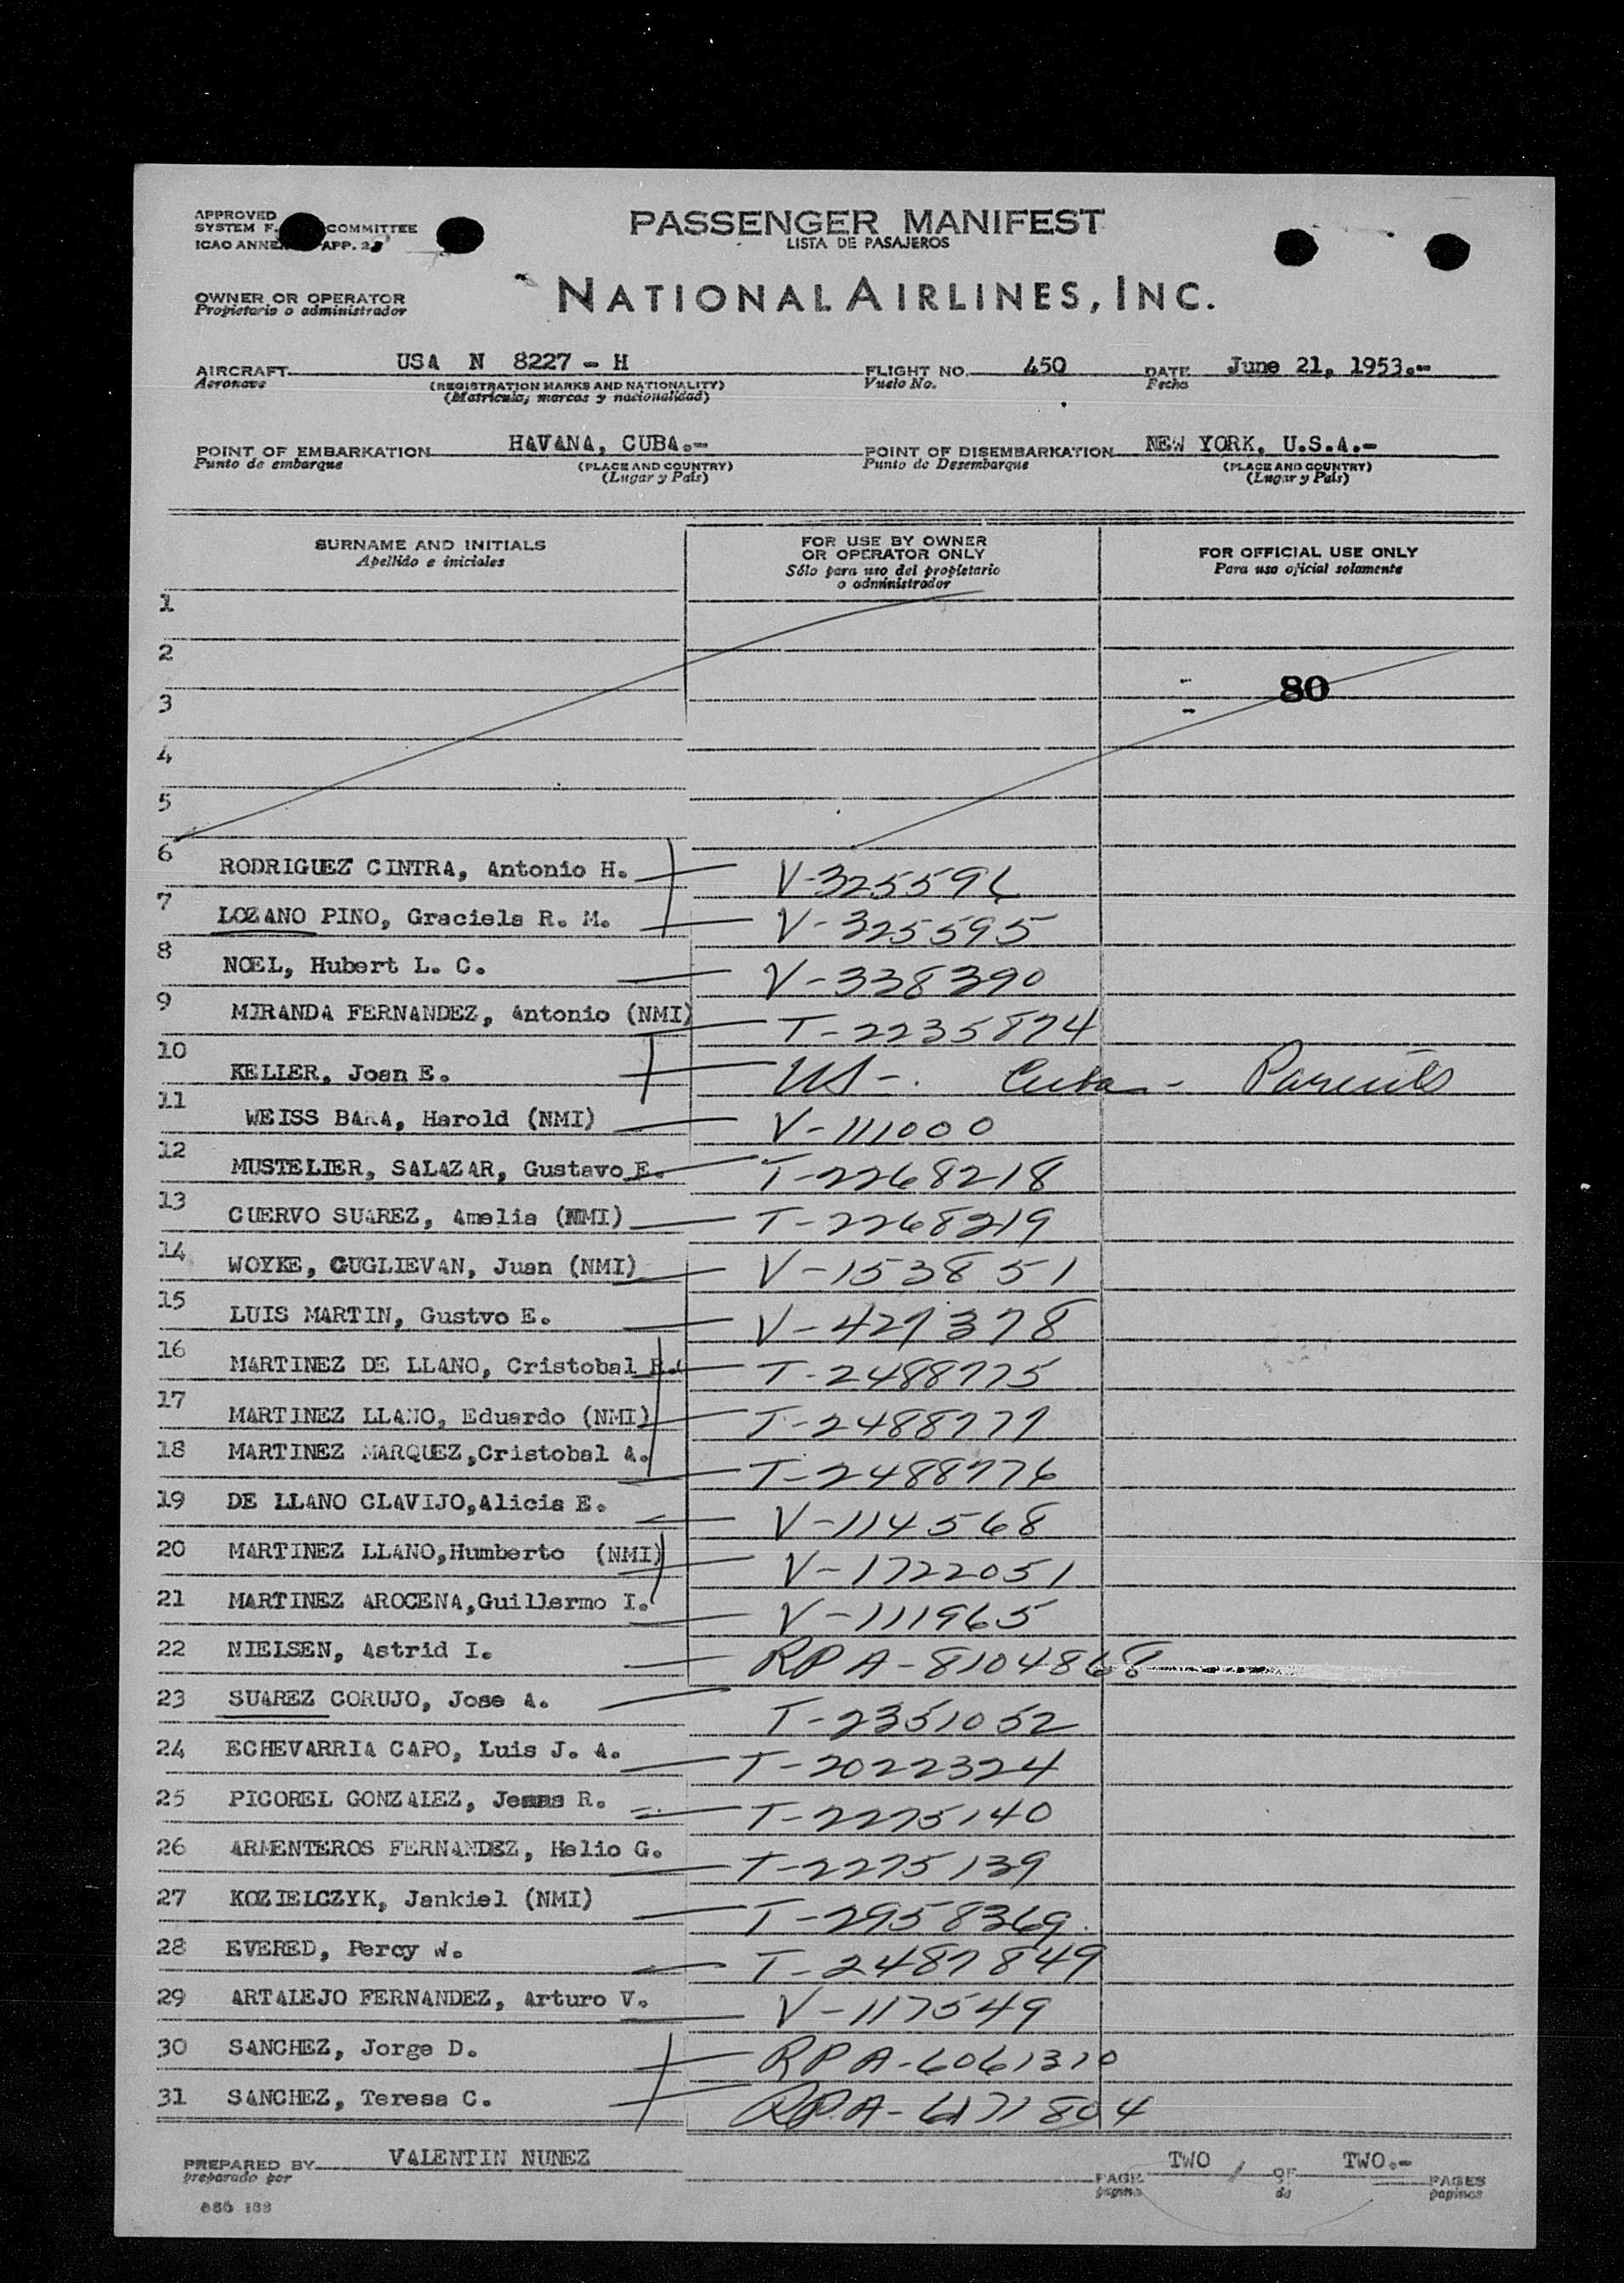 APPROVED
SYSTEM F. COMMITTEE
ICAO ANNEX APP. 2
PASSENGER MANIFEST
LISTA DE PASAJEROS
OWNER OR OPERATOR
Propietario o administrador
NATIONAL AIRLINES, INC.
AIRCRAFT USA N 8227 - H FLIGHT NO. 450 DATE June 21, 1953.-
Aeronave (REGISTRATION MARKS AND NATIONALITY) Vuelo No. Fecha
(Matricula, marcas y nacionalidad)
POINT OF EMBARKATION HAVANA, CUBA.- POINT OF DISEMBARKATION NEW YORK, U.S.A.-
Punto de embarque (PLACE AND COUNTRY) Punto de Desembarque (PLACE AND COUNTRY)
(Lugar y País) (Lugar y País)
SURNAME AND INITIALS
Apellido e iniciales
FOR USE BY OWNER
OR OPERATOR ONLY
Sólo para uso del propietario
o administrador
FOR OFFICIAL USE ONLY
Para uso oficial solamente
1
2
3 80
4
5
6 RODRIGUEZ CINTRA, Antonio H. V-325596
7 LOZANO PINO, Graciela R. M. V-325595
8 NOEL, Hubert L. C. V-338390
9 MIRANDA FERNANDEZ, Antonio (NMI) T-2235874
10 KELLER, Joan E. US-. Cuba - Parents
11 WEISS BARA, Harold (NMI) V-111000
12 MUSTELIER, SALAZAR, Gustavo E. T-2268218
13 CUERVO SUAREZ, Amelia (NMI) T-2268219
14 WOYKE, GUGLIEVAN, Juan (NMI) V-153851
15 LUIS MARTIN, Gustvo E. V-427378
16 MARTINEZ DE LLANO, Cristobal R. T-2488775
17 MARTINEZ LLANO, Eduardo (NMI) T-2488777
18 MARTINEZ MARQUEZ,Cristobal A. T-2488776
19 DE LLANO CLAVIJO,Alicia E. V-114568
20 MARTINEZ LLANO,Humberto (NMI) V-1722051
21 MARTINEZ AROCENA,Guillermo I. V-111965
22 NIELSEN, Astrid I. RPA-8104868
23 SUAREZ CORUJO, Jose A. T-2351052
24 ECHEVARRIA CAPO, Luis J. A. T-2022324
25 PICOREL GONZALEZ, R. T-2275140
26 ARMENTEROS FERNANDEZ, Helio G. T-2275139
27 KOZIELCZYK, Jankiel (NMI) T-2958369
28 EVERED, Percy W. T-2487849
29 ARTALEJO FERNANDEZ, Arturo V. V-117549
30 SANCHEZ, Jorge D. RPA-6061310
31 SANCHEZ, Teresa C. RPA-6171804
PREPARED BY VALENTIN NUNEZ PAGE TWO OF TWO.- PAGES
preparado por pagina de paginas